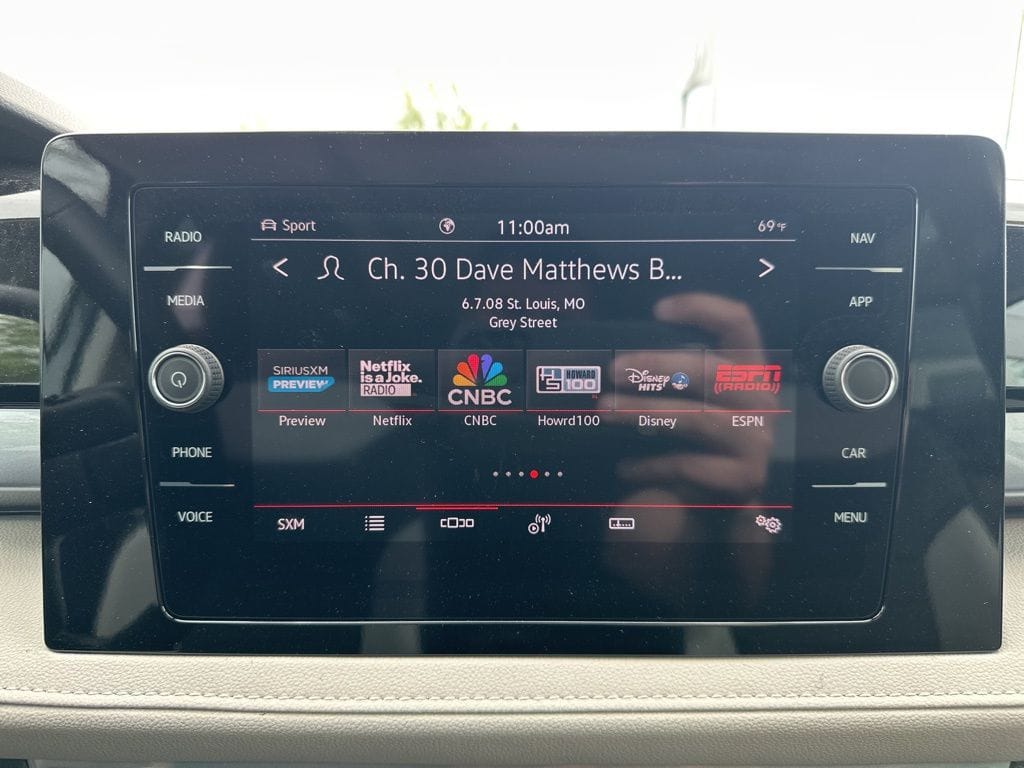 RADIO
MEDIA
PHONE
VOICE
Sport
11:00am
69°F
< Ch. 30 Dave Matthews B... >
6.7.08 St. Louis, MO
Grey Street
SIRIUSXM
PREVIEW
Preview
Netflix
is a Joke.
RADIO
Netflix
CNBC
CNBC
HS HOWARD
100
Howrd100
Disney
HITS
Disney
ESPN
((RADIO))
ESPN
SXM
NAV
APP
CAR
MENU